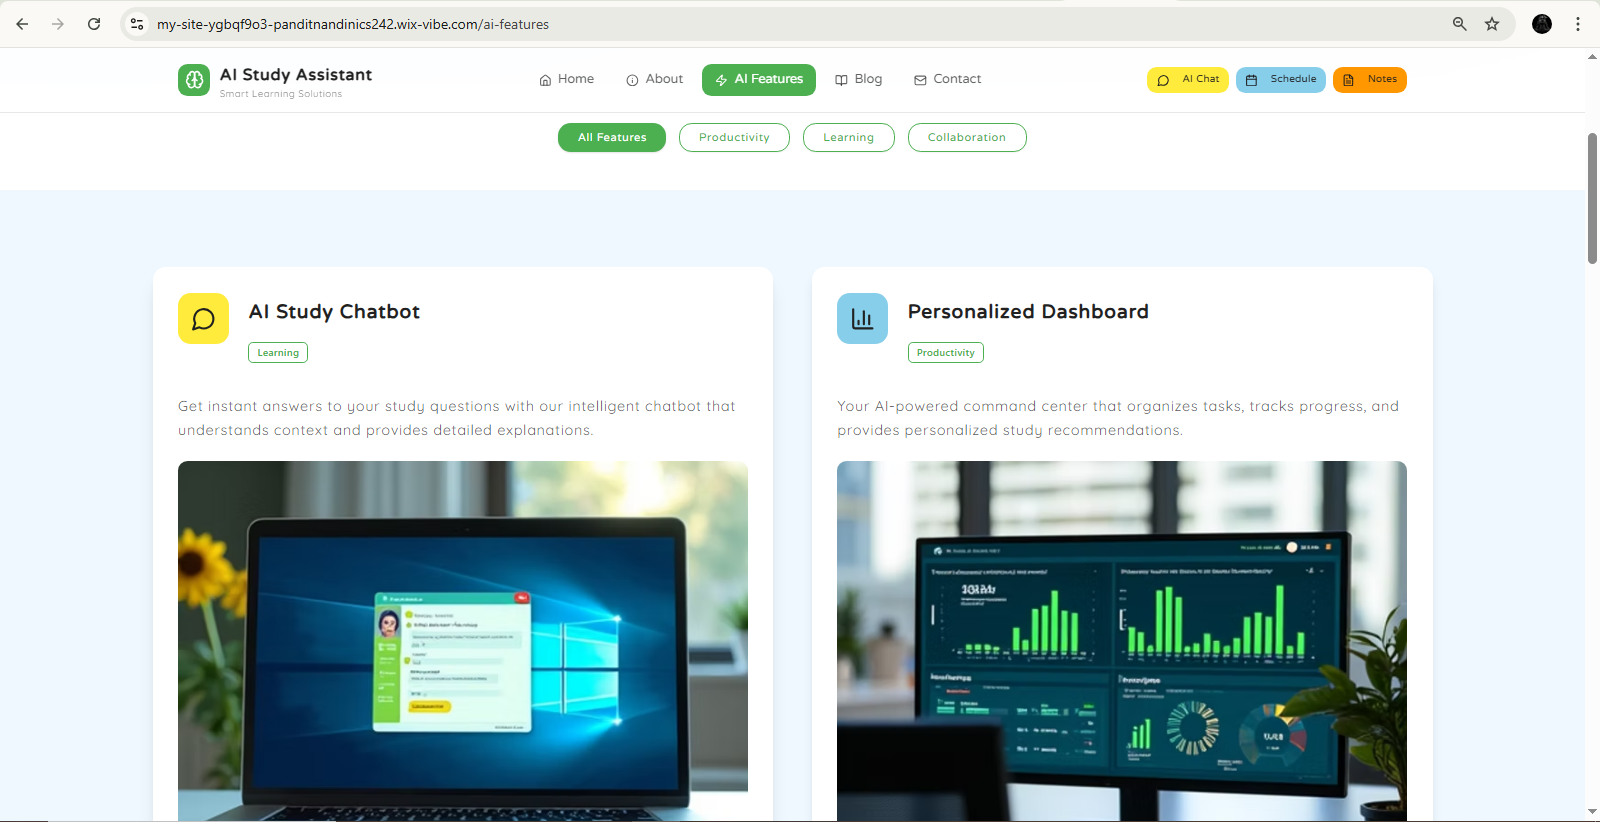 my-site-ygbqf9o3-panditnandinics242.wix-vibe.com/ai-features
AI Study Assistant
Smart Learning Solutions
Home
About
AI Features
Blog
Contact
AI Chat
Schedule
Notes
All Features
Productivity
Learning
Collaboration
AI Study Chatbot
Learning
Get instant answers to your study questions with our intelligent chatbot that
understands context and provides detailed explanations.
Personalized Dashboard
Productivity
Your AI-powered command center that organizes tasks, tracks progress, and
provides personalized study recommendations.